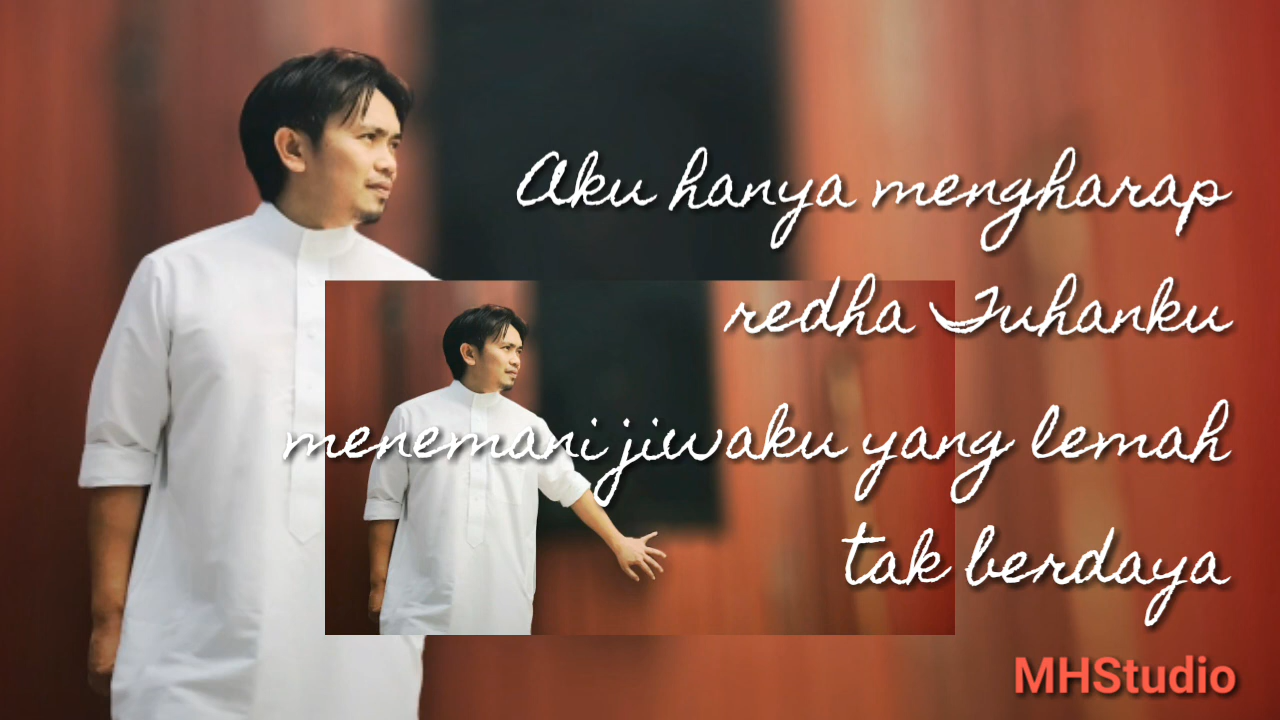 Aku hanya mengharap
redha Tuhanku
menemani jiwaku yang lemah
tak berdaya
MHStudio